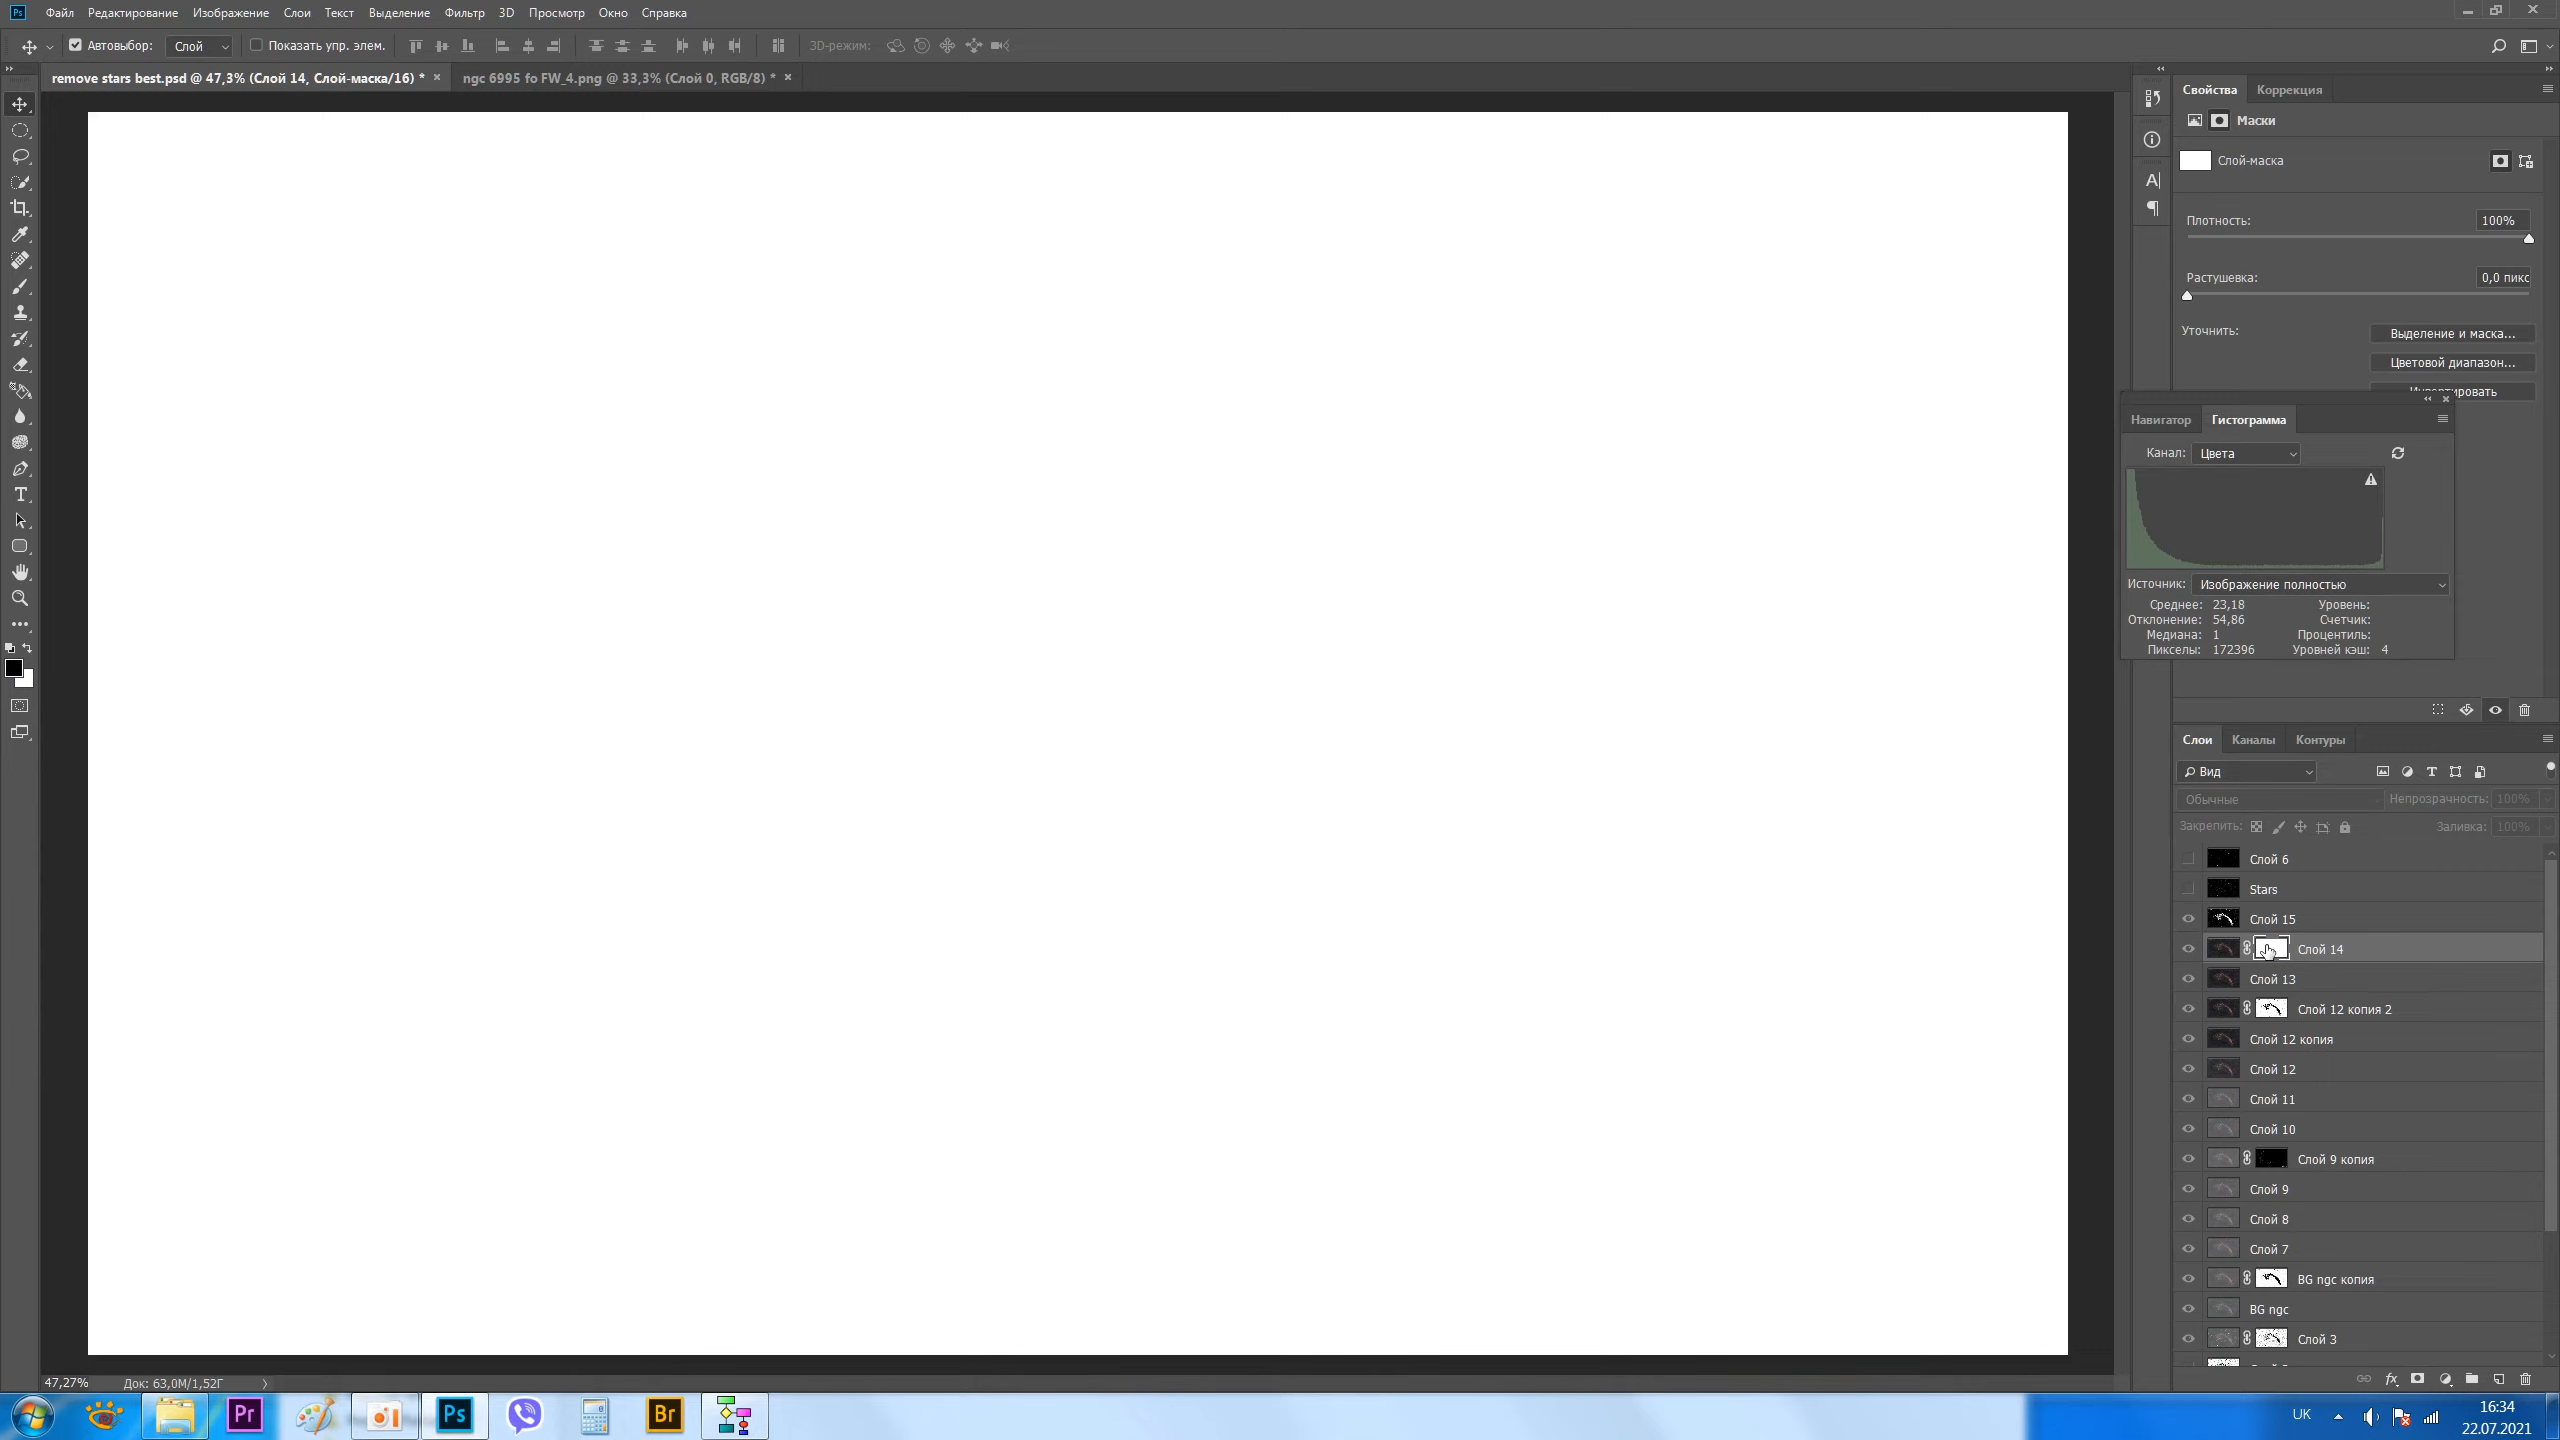 Ps Файл Редактирование Изображение Слои Текст Выделение Фильтр 3D Просмотр Окно Справка
Автовыбор: Слой Показать упр. элем. 3D-режим:
remove stars best.psd @ 47,3% (Слой 14, Слой-маска/16) * ngc 6995 fo FW_4.png @ 33,3% (Слой 0, RGB/8) *
Свойства Коррекция
Маски
Слой-маска
Плотность: 100%
Растушевка: 0,0 пикс
Уточнить: Выделение и маска...
Цветовой диапазон...
Навигатор Гистограмма
Канал: Цвета
Источник: Изображение полностью
Среднее: 23,18 Уровень:
Отклонение: 54,86 Счетчик:
Медиана: 1 Процентиль:
Пикселы: 172396 Уровней кэш: 4
Слои Каналы Контуры
Вид
Обычные Непрозрачность: 100%
Закрепить: Заливка: 100%
Слой 6
Stars
Слой 15
Слой 14
Слой 13
Слой 12 копия 2
Слой 12 копия
Слой 12
Слой 11
Слой 10
Слой 9 копия
Слой 9
Слой 8
Слой 7
BG ngc копия
BG ngc
Слой 3
47,27% Док: 63,0M/1,52Г
Pr Ps Br UK 16:34
22.07.2021